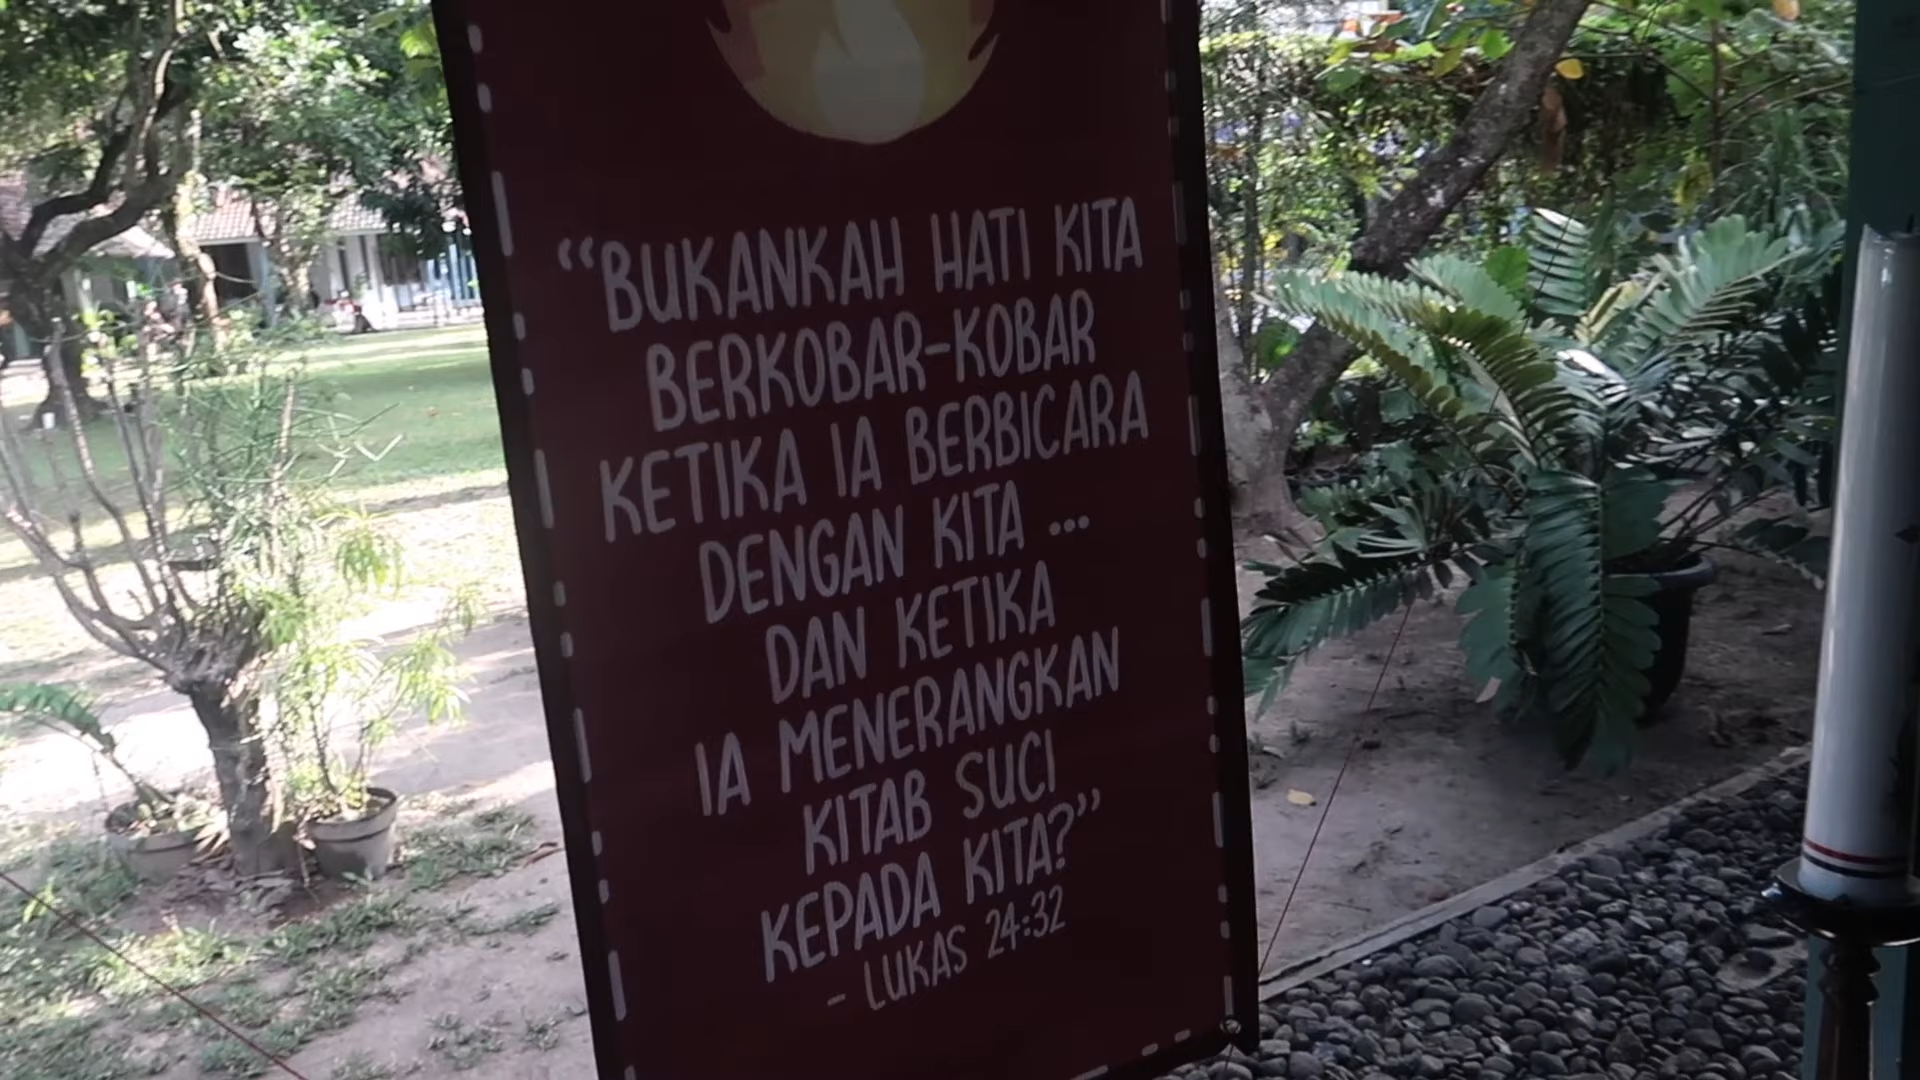 “BUKANKAH HATI KITA
BERKOBAR-KOBAR
KETIKA IA BERBICARA
DENGAN KITA ...
DAN KETIKA
IA MENERANGKAN
KITAB SUCI
KEPADA KITA?”
- LUKAS 24:32